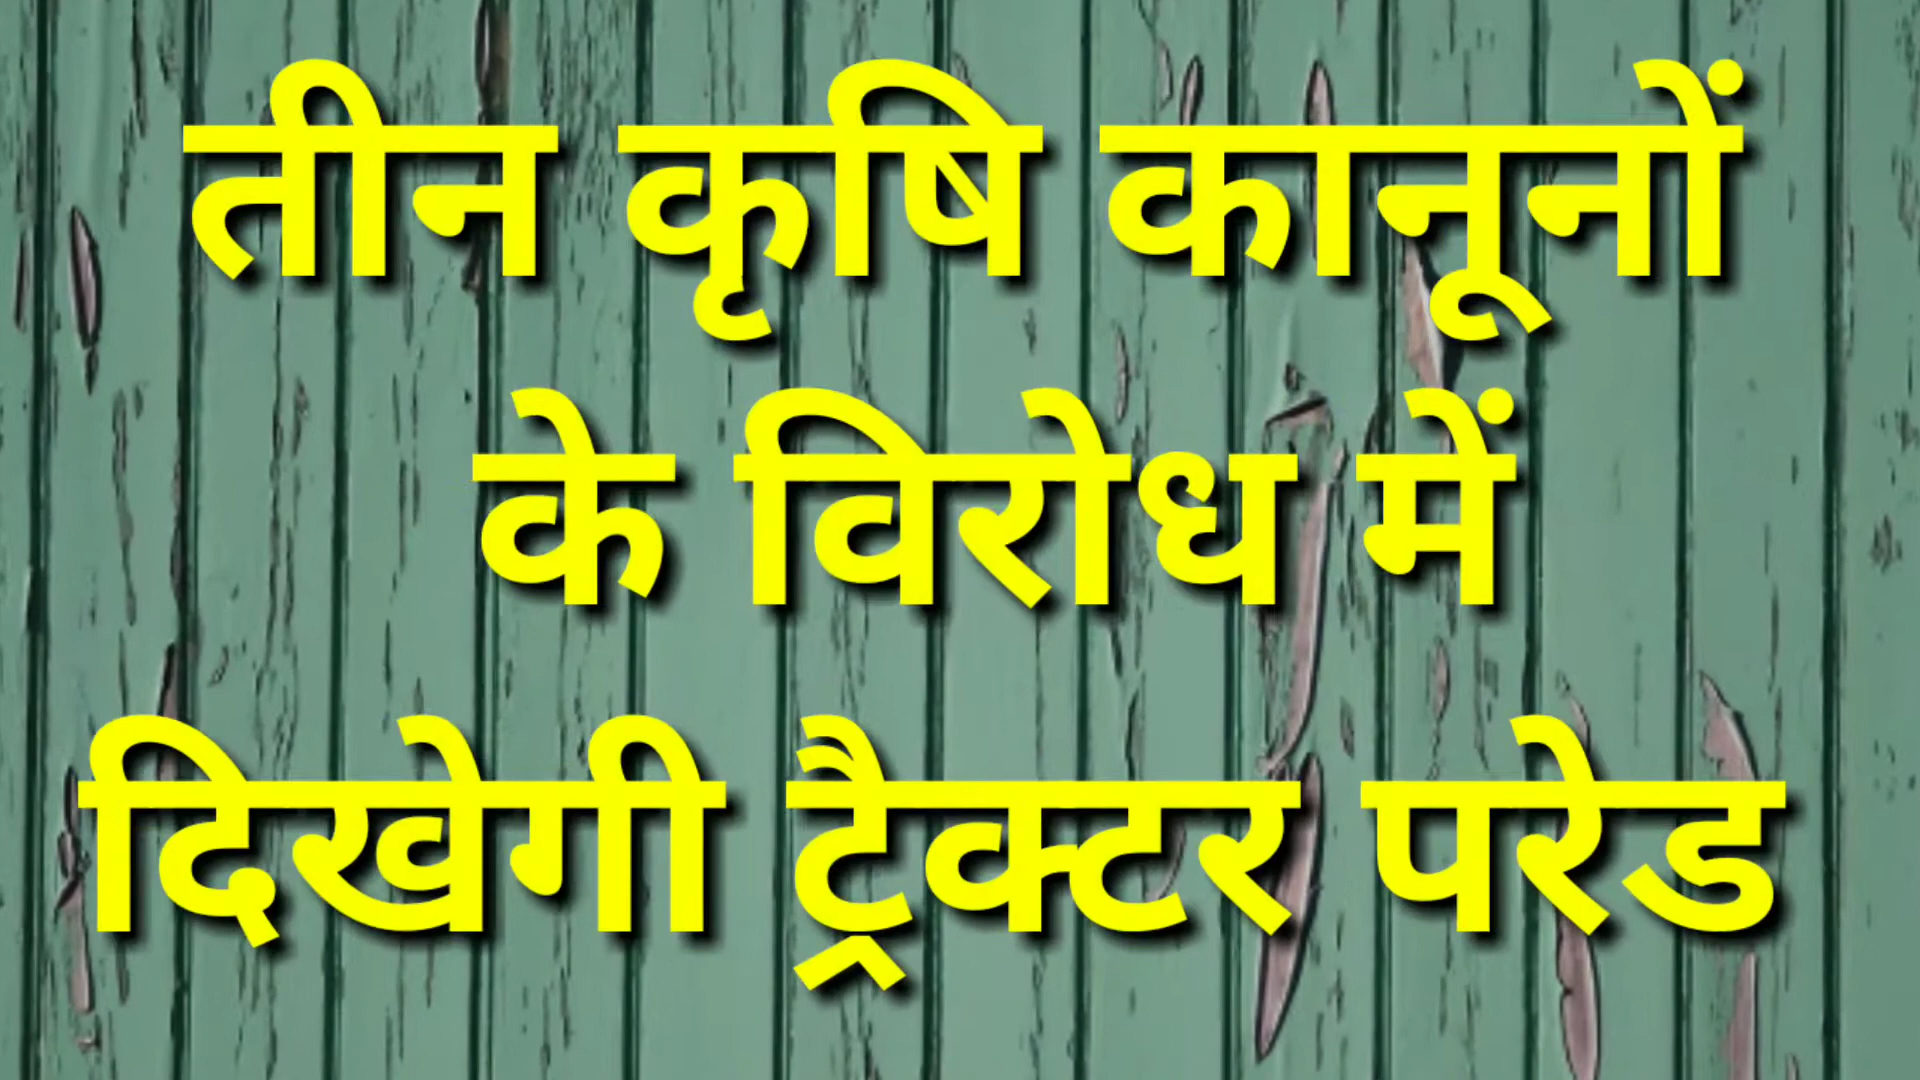 तीन कृषि कानूनों
के विरोध में
दिखेगी ट्रैक्टर परेड